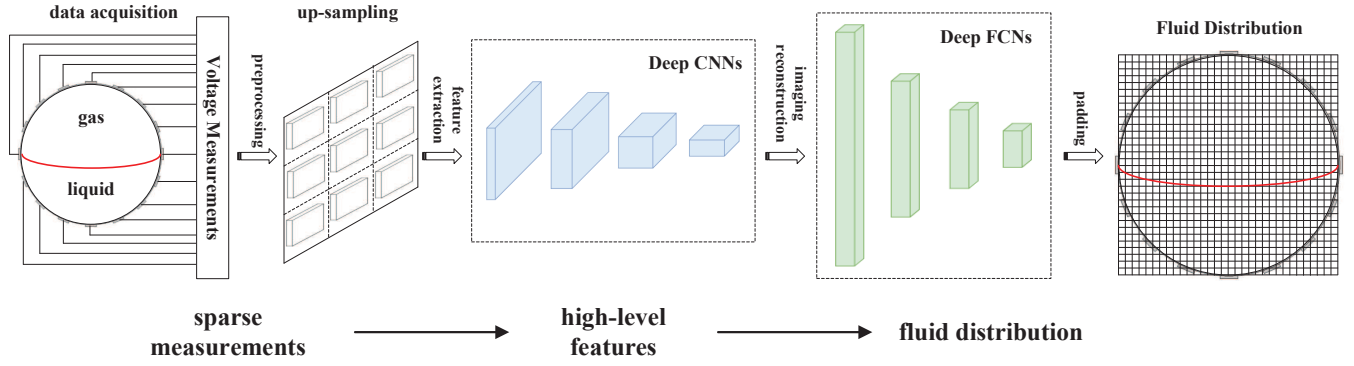 data acquisition
up-sampling
Fluid Distribution
Voltage Measurements
gas
liquid
preprocessing
feature
extraction
Deep CNNs
imaging
reconstruction
Deep FCNs
padding
sparse
measurements
high-level
features
fluid distribution